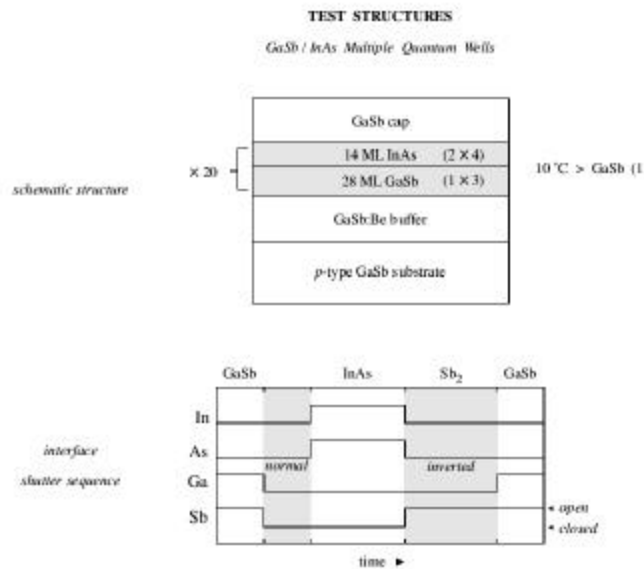 TEST STRUCTURES
GaSb / InAs Multiple Quantum Wells
GaSb cap
× 20
14 ML InAs (2 × 4)
28 ML GaSb (1 × 3)
10 °C > GaSb (1
schematic structure
GaSb:Be buffer
p-type GaSb substrate
GaSb InAs Sb₂ GaSb
In
As
interface
normal inverted
shutter sequence
Ga
Sb
open
closed
time ►